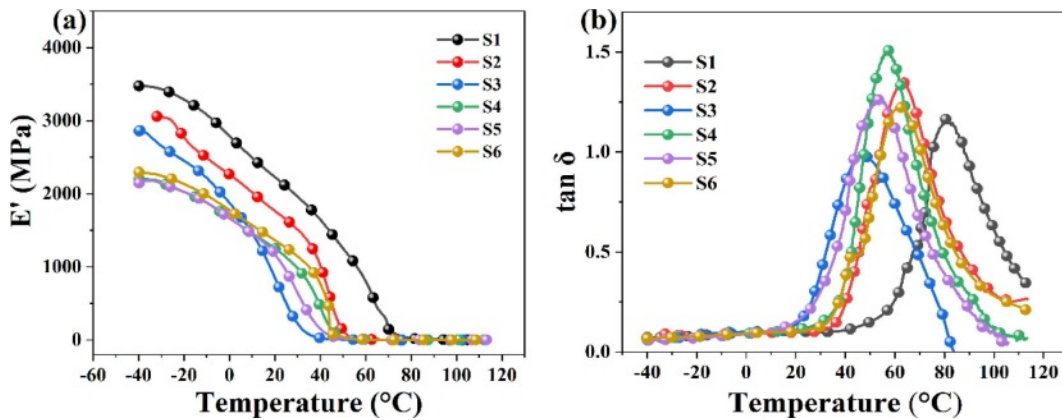 (a)
E' (MPa)
4000
3000
2000
1000
0
S1
S2
S3
S4
S5
S6
-60 -40 -20 0 20 40 60 80 100 120
Temperature (°C)
(b)
tan δ
1.5
1.0
0.5
0.0
S1
S2
S3
S4
S5
S6
-40 -20 0 20 40 60 80 100 120
Temperature (°C)